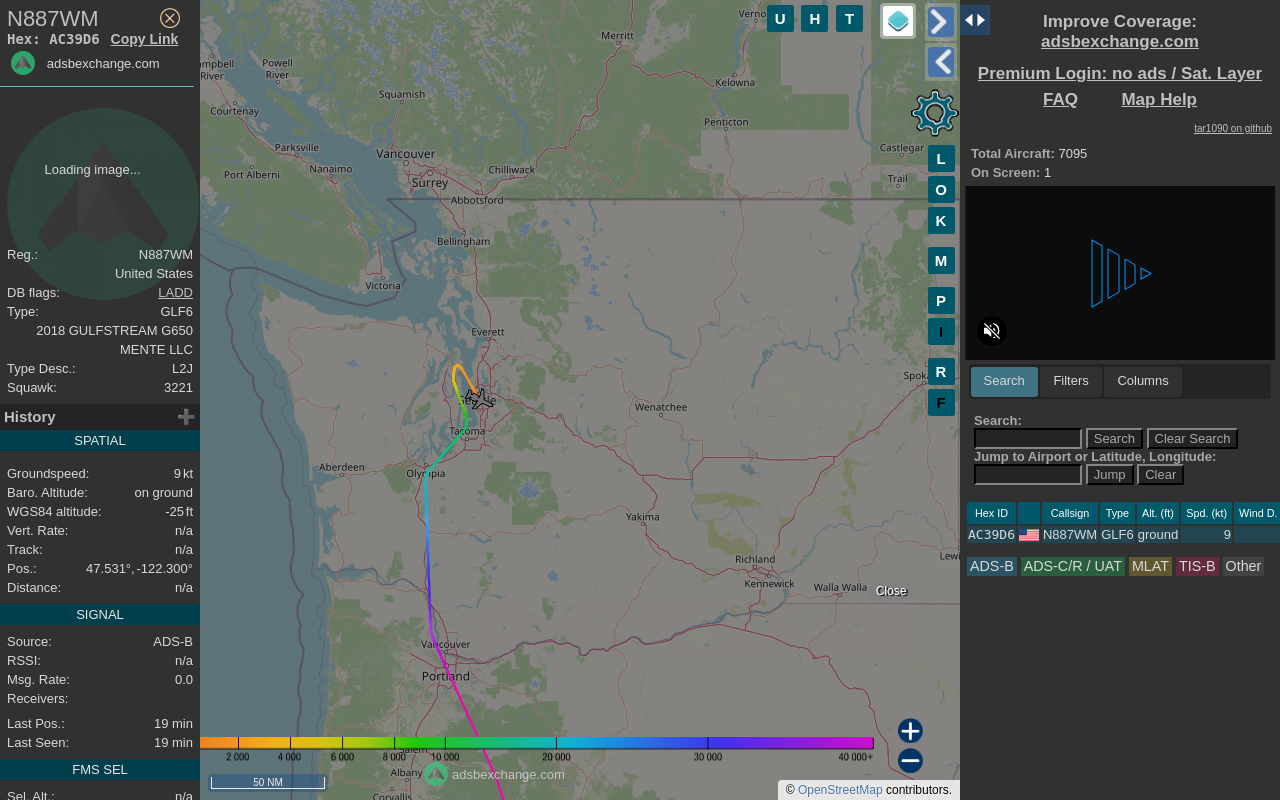 N887WM
Hex: AC39D6 Copy Link
adsbexchange.com
Loading image...
Reg.: N887WM
United States
DB flags: LADD
Type: GLF6
2018 GULFSTREAM G650
MENTE LLC
Type Desc.: L2J
Squawk: 3221
History
SPATIAL
Groundspeed: 9 kt
Baro. Altitude: on ground
WGS84 altitude: -25 ft
Vert. Rate: n/a
Track: n/a
Pos.: 47.531°, -122.300°
Distance: n/a
SIGNAL
Source: ADS-B
RSSI: n/a
Msg. Rate: 0.0
Receivers:
Last Pos.: 19 min
Last Seen: 19 min
FMS SEL
Sel. Alt.: n/a
U H T
Merritt
Powell
River
River
Kelowna
Squamish
Courtenay
Penticton
Parksville
Vancouver
Castlegar
Nanaimo
Chilliwack
Port Alberni
Surrey
Trail
Abbotsford
Bellingham
Victoria
Everett
Wenatchee
Tacoma
Aberdeen
Olympia
Yakima
Richland
Kennewick
Walla Walla
Close
Vancouver
Portland
Salem
Albany
Corvallis
L
O
K
M
P
I
R
F
2 000 4 000 6 000 8 000 10 000 20 000 30 000 40 000+
adsbexchange.com
50 NM
© OpenStreetMap contributors.
Improve Coverage:
adsbexchange.com
Premium Login: no ads / Sat. Layer
FAQ Map Help
tar1090 on github
Total Aircraft: 7095
On Screen: 1
Search Filters Columns
Search:
Search Clear Search
Jump to Airport or Latitude, Longitude:
Jump Clear
Hex ID Callsign Type Alt. (ft) Spd. (kt) Wind D.
AC39D6 N887WM GLF6 ground 9
ADS-B ADS-C/R / UAT MLAT TIS-B Other